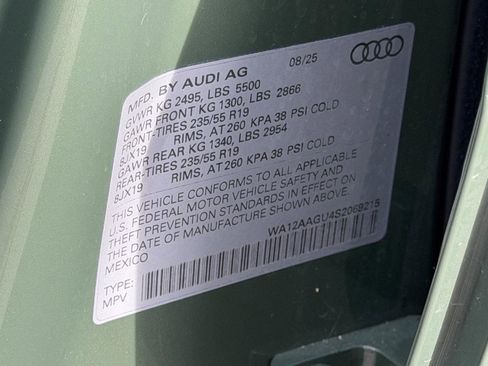 MFD. BY AUDI AG 08/25
GVWR KG 2495, LBS 5500
GAWR FRONT KG 1300, LBS 2866
FRONT-TIRES 235/55 R19
8JX19 RIMS, AT 260 KPA 38 PSI COLD
GAWR REAR KG 1340, LBS 2954
REAR-TIRES 235/55 R19
8JX19 RIMS, AT 260 KPA 38 PSI COLD
THIS VEHICLE CONFORMS TO ALL APPLICABLE
U.S. FEDERAL MOTOR VEHICLE SAFETY AND
THEFT PREVENTION STANDARDS IN EFFECT ON
THE DATE OF MANUFACTURE SHOWN ABOVE.
MEXICO WA12AAGU4S2069215
TYPE:
MPV